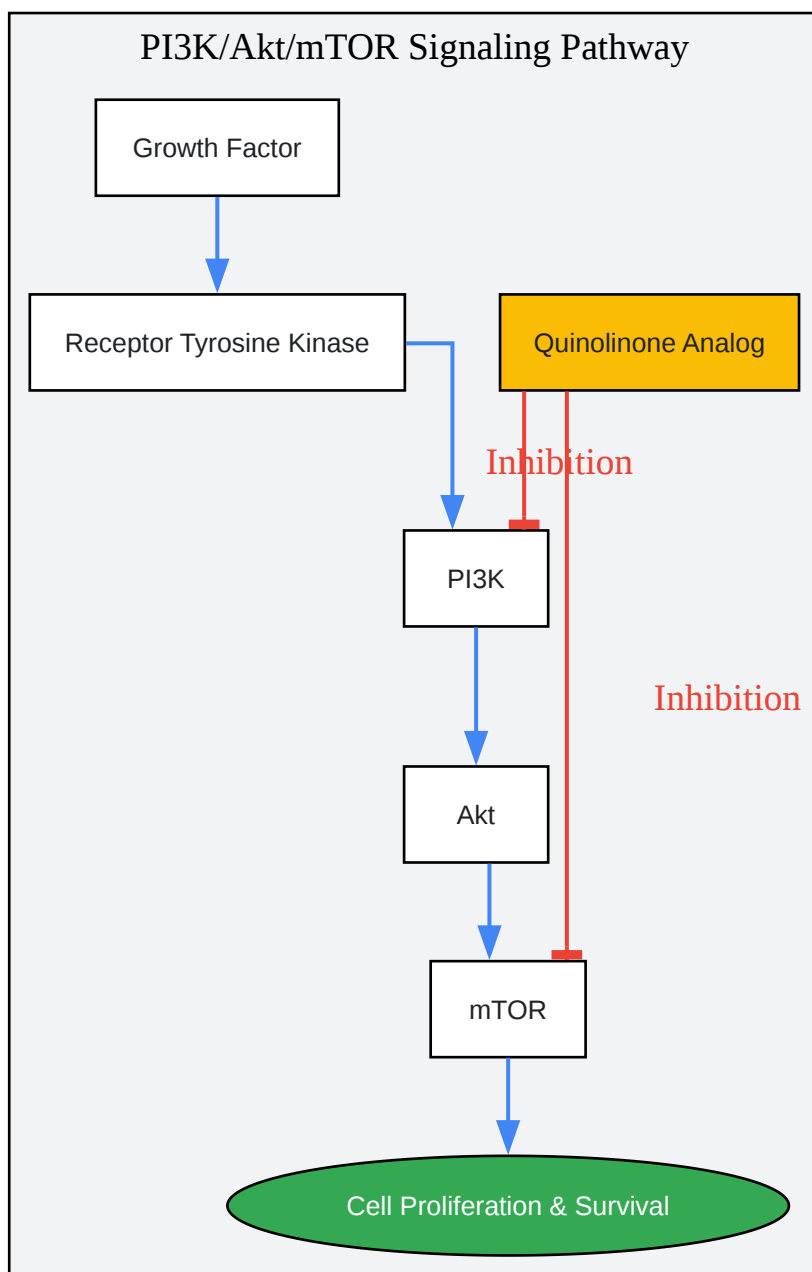 PI3K/Akt/mTOR Signaling Pathway
Growth Factor
Receptor Tyrosine Kinase
Quinolinone Analog
Inhibition
PI3K
Inhibition
Akt
mTOR
Cell Proliferation & Survival